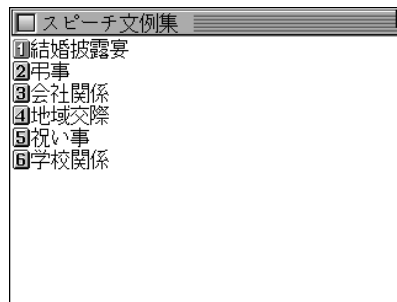 スピーチ文例集
1結婚披露宴
2弔事
3会社関係
4地域交際
5祝い事
6学校関係